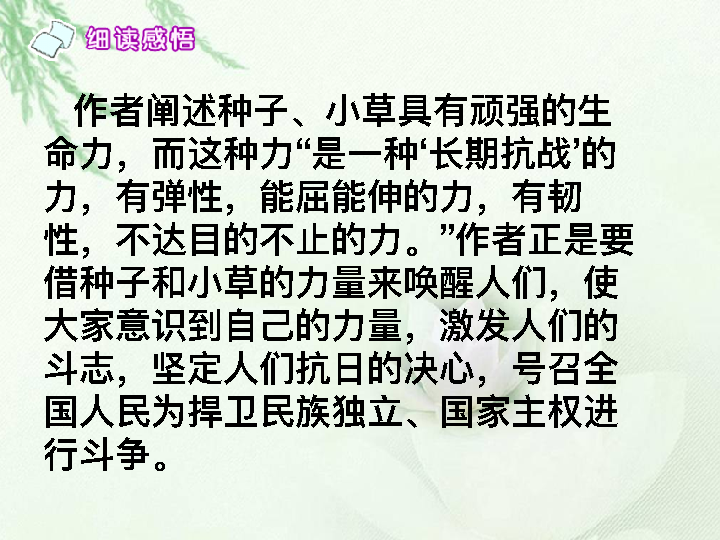 细读感悟
作者阐述种子、小草具有顽强的生
命力，而这种力“是一种‘长期抗战’的
力，有弹性，能屈能伸的力，有韧
性，不达目的不止的力。”作者正是要
借种子和小草的力量来唤醒人们，使
大家意识到自己的力量，激发人们的
斗志，坚定人们抗日的决心，号召全
国人民为捍卫民族独立、国家主权进
行斗争。